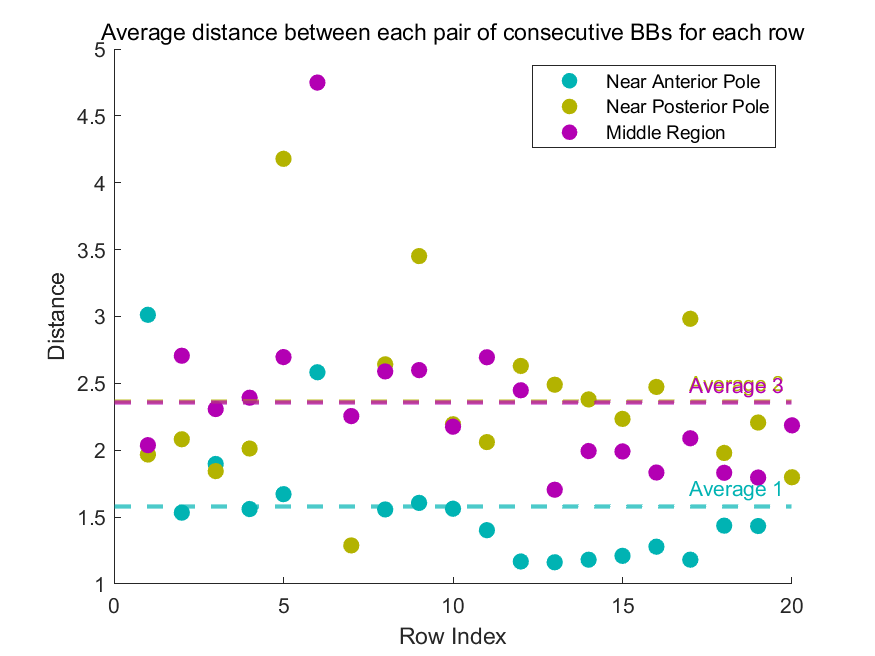 Average distance between each pair of consecutive BBs for each row
Near Anterior Pole
Near Posterior Pole
Middle Region
5
4.5
4
3.5
3
2.5
2
1.5
1
Distance
Average 3
Average 1
0
5
10
15
20
Row Index